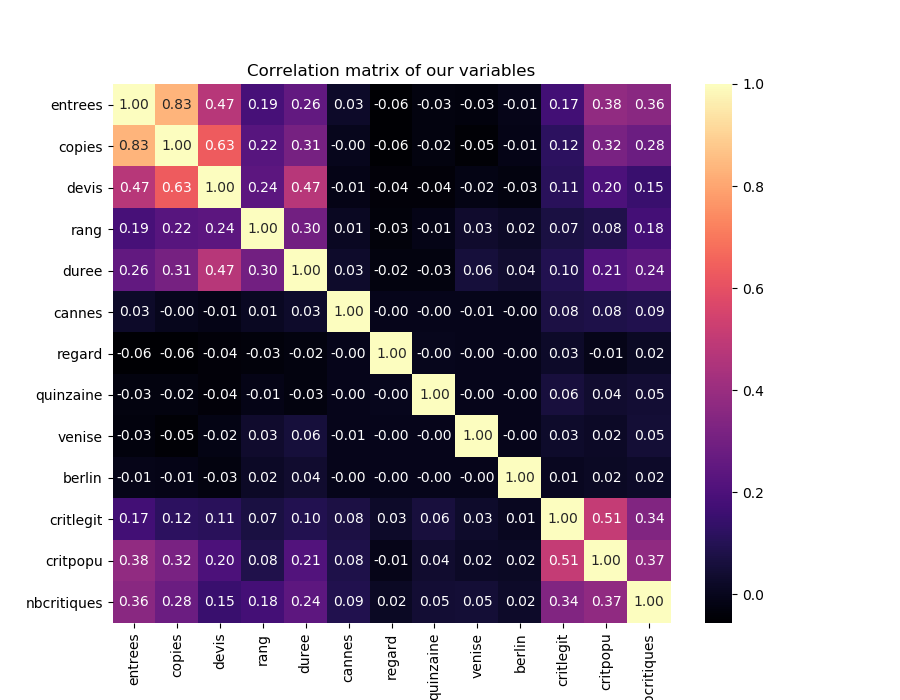 Correlation matrix of our variables
entrees 1.00 0.83 0.47 0.19 0.26 0.03 -0.06 -0.03 -0.03 -0.01 0.17 0.38 0.36
copies 0.83 1.00 0.63 0.22 0.31 -0.00 -0.06 -0.02 -0.05 -0.01 0.12 0.32 0.28
devis 0.47 0.63 1.00 0.24 0.47 -0.01 -0.04 -0.04 -0.02 -0.03 0.11 0.20 0.15
rang 0.19 0.22 0.24 1.00 0.30 0.01 -0.03 -0.01 0.03 0.02 0.07 0.08 0.18
duree 0.26 0.31 0.47 0.30 1.00 0.03 -0.02 -0.03 0.06 0.04 0.10 0.21 0.24
cannes 0.03 -0.00 -0.01 0.01 0.03 1.00 -0.00 -0.00 -0.01 -0.00 0.08 0.08 0.09
regard -0.06 -0.06 -0.04 -0.03 -0.02 -0.00 1.00 -0.00 -0.00 -0.00 0.03 -0.01 0.02
quinzaine -0.03 -0.02 -0.04 -0.01 -0.03 -0.00 -0.00 1.00 -0.00 -0.00 0.06 0.04 0.05
venise -0.03 -0.05 -0.02 0.03 0.06 -0.01 -0.00 -0.00 1.00 -0.00 0.03 0.02 0.05
berlin -0.01 -0.01 -0.03 0.02 0.04 -0.00 -0.00 -0.00 -0.00 1.00 0.01 0.02 0.02
critlegit 0.17 0.12 0.11 0.07 0.10 0.08 0.03 0.06 0.03 0.01 1.00 0.51 0.34
critpopu 0.38 0.32 0.20 0.08 0.21 0.08 -0.01 0.04 0.02 0.02 0.51 1.00 0.37
nbcritiques 0.36 0.28 0.15 0.18 0.24 0.09 0.02 0.05 0.05 0.02 0.34 0.37 1.00
entrees copies devis rang duree cannes regard quinzaine venise berlin critlegit critpopu
1.0
0.8
0.6
0.4
0.2
0.0